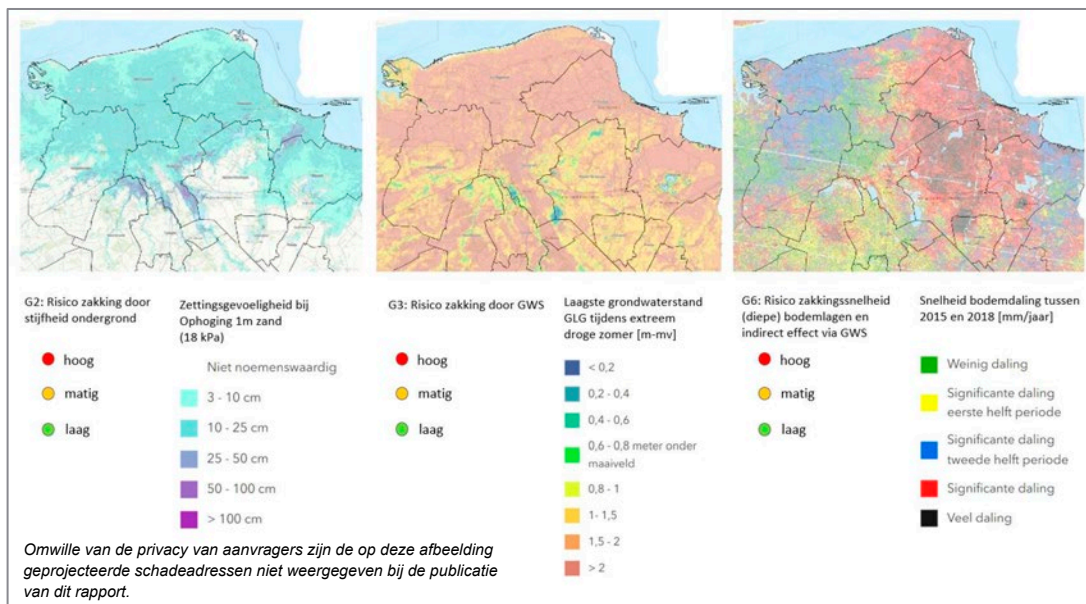 G2: Risico zakking door
stijfheid ondergrond
hoog
matig
laag
Zettingsgevoeligheid bij
Ophoging 1m zand
(18 kPa)
Niet noemenswaardig
3 - 10 cm
10 - 25 cm
25 - 50 cm
50 - 100 cm
> 100 cm
Omwille van de privacy van aanvragers zijn de op deze afbeelding
geprojecteerde schadeadressen niet weergegeven bij de publicatie
van dit rapport.
G3: Risico zakking door GWS
hoog
matig
laag
Laagste grondwaterstand
GLG tijdens extreem
droge zomer [m-mv]
< 0,2
0,2 - 0,4
0,4 - 0,6
0,6 - 0,8 meter onder
maaiveld
0,8 - 1
1- 1,5
1,5 - 2
> 2
G6: Risico zakkingssnelheid
(diepe) bodemlagen en
indirect effect via GWS
hoog
matig
laag
Snelheid bodemdaling tussen
2015 en 2018 [mm/jaar]
Weinig daling
Significante daling
eerste helft periode
Significante daling
tweede helft periode
Significante daling
Veel daling